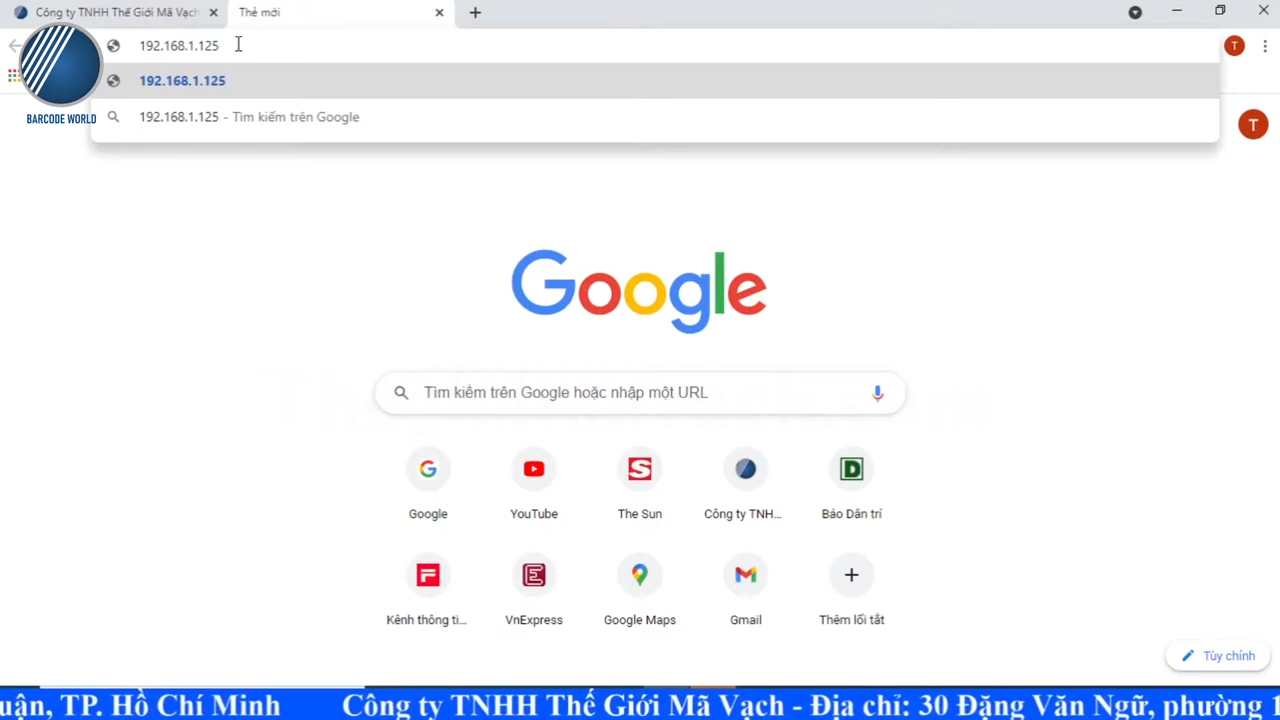 Công ty TNHH Thế Giới Mã Vạch
Thẻ mới
192.168.1.125
T
BARCODE WORLD
192.168.1.125
192.168.1.125 - Tìm kiếm trên Google
T
Google
Tìm kiếm trên Google hoặc nhập một URL
Google
YouTube
The Sun
Công ty TNH...
Báo Dân trí
Kênh thông ti...
VnExpress
Google Maps
Gmail
Thêm lối tắt
Tùy chỉnh
uận, TP. Hồ Chí Minh
Công ty TNHH Thế Giới Mã Vạch - Địa chỉ: 30 Đặng Văn Ngữ, phường 1